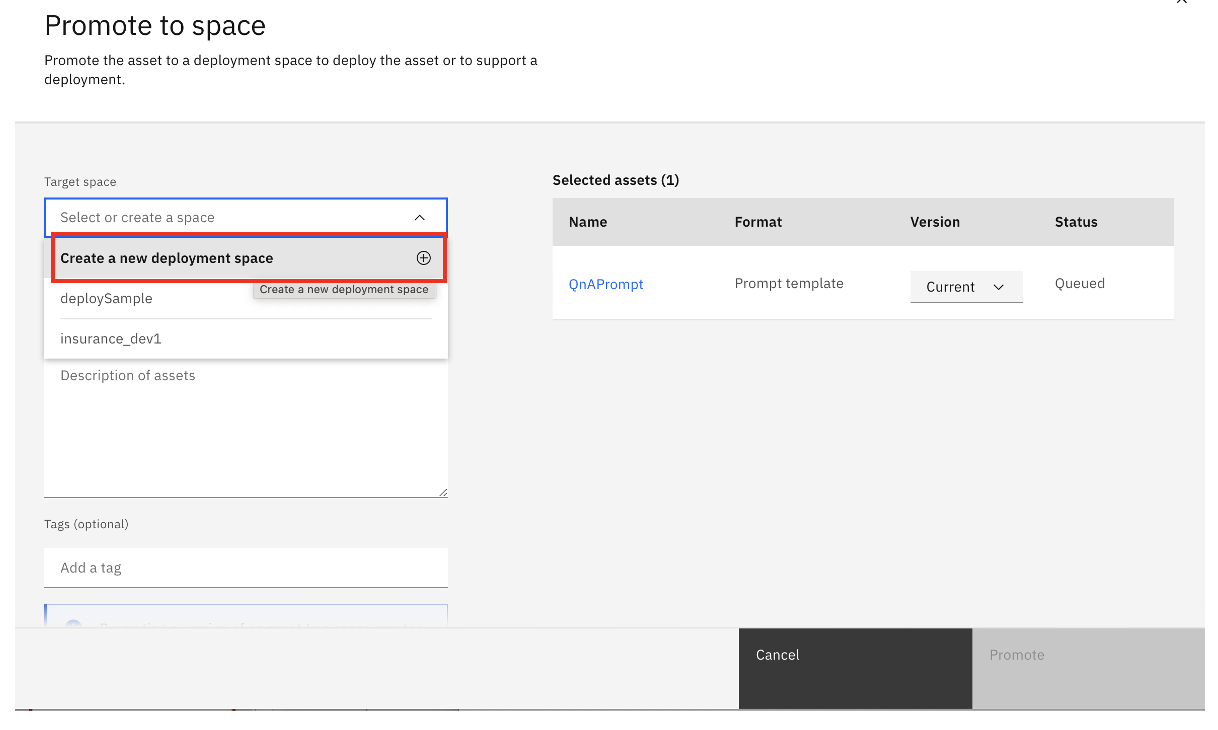 Promote to space
Promote the asset to a deployment space to deploy the asset or to support a
deployment.
Target space
Select or create a space
Create a new deployment space
Create a new deployment space
deploySample
insurance_dev1
Description of assets
Tags (optional)
Add a tag
Selected assets (1)
Name Format Version Status
QnAPrompt Prompt template Current Queued
Cancel
Promote